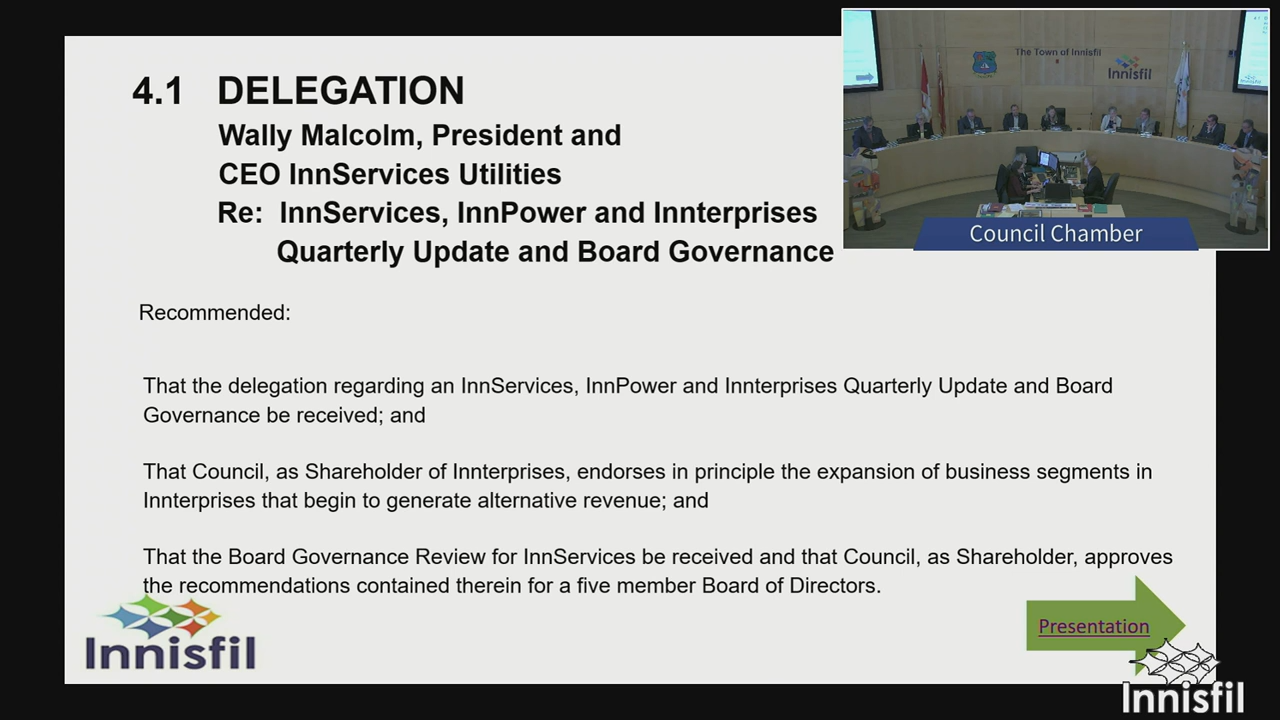 4.1 DELEGATION
Wally Malcolm, President and
CEO InnServices Utilities
Re: InnServices, InnPower and Innterprises
Quarterly Update and Board Governance
Recommended:
That the delegation regarding an InnServices, InnPower and Innterprises Quarterly Update and Board
Governance be received; and
That Council, as Shareholder of Innterprises, endorses in principle the expansion of business segments in
Innterprises that begin to generate alternative revenue; and
That the Board Governance Review for InnServices be received and that Council, as Shareholder, approves
the recommendations contained therein for a five member Board of Directors.
Presentation
Innisfil
Innisfil
The Town of Innisfil
Innisfil
Council Chamber